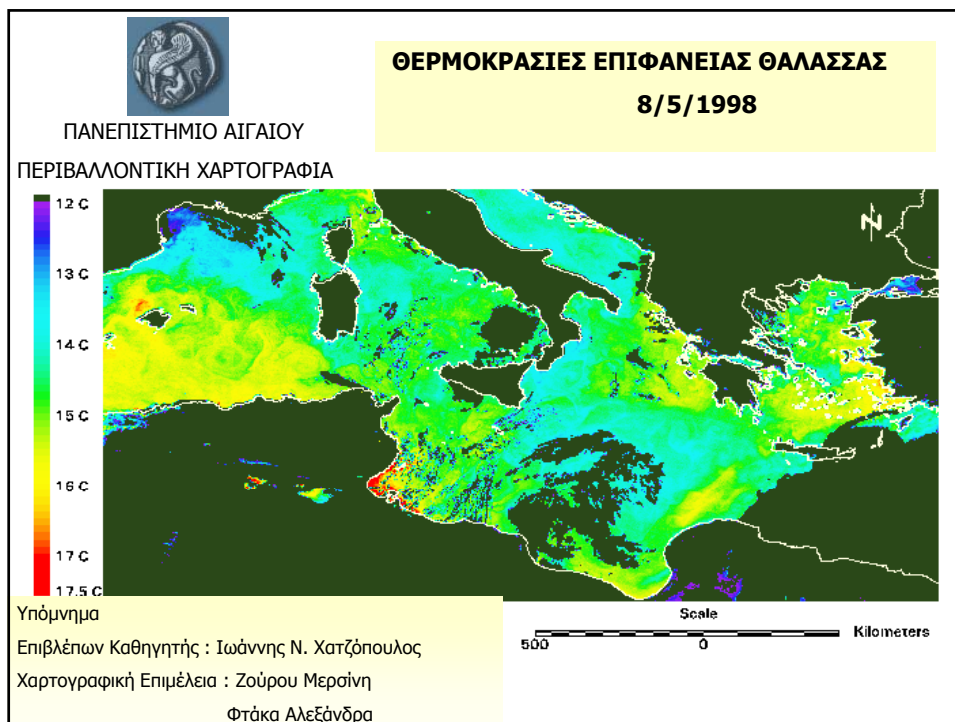 ΘΕΡΜΟΚΡΑΣΙΕΣ ΕΠΙΦΑΝΕΙΑΣ ΘΑΛΑΣΣΑΣ
8/5/1998
ΠΑΝΕΠΙΣΤΗΜΙΟ ΑΙΓΑΙΟΥ
ΠΕΡΙΒΑΛΛΟΝΤΙΚΗ ΧΑΡΤΟΓΡΑΦΙΑ
12 C
13 C
14 C
15 C
16 C
17 C
17.5 C
N
Υπόμνημα
Επιβλέπων Καθηγητής : Ιωάννης Ν. Χατζόπουλος
Χαρτογραφική Επιμέλεια : Ζούρου Μερσίνη
Φτάκα Αλεξάνδρα
Scale
500 0 Kilometers